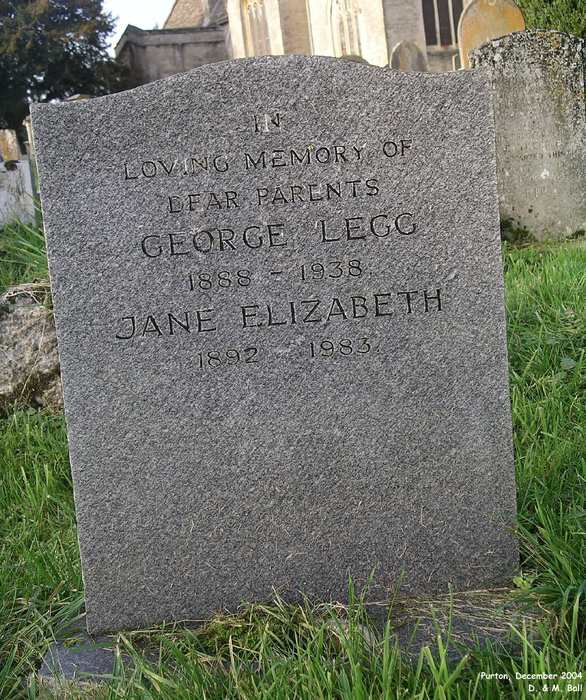 IN
LOVING MEMORY OF
DEAR PARENTS
GEORGE LEGG
1888 - 1938
JANE ELIZABETH
1892 - 1983
Purton, December 2004
D. & M. Ball